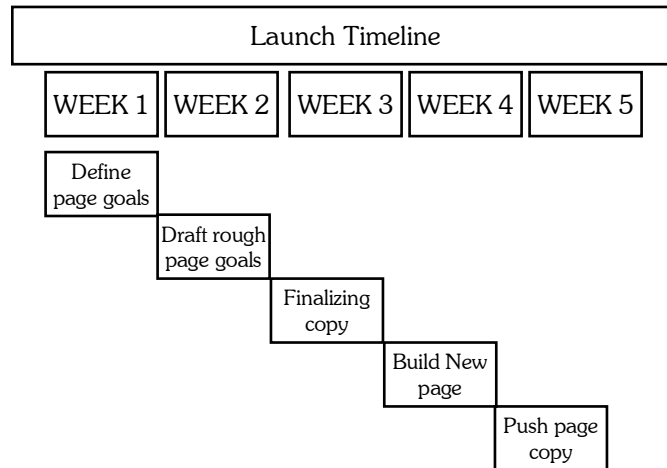 Launch Timeline
WEEK 1
WEEK 2
WEEK 3
WEEK 4
WEEK 5
Define
page goals
Draft rough
page goals
Finalizing
copy
Build New
page
Push page
copy